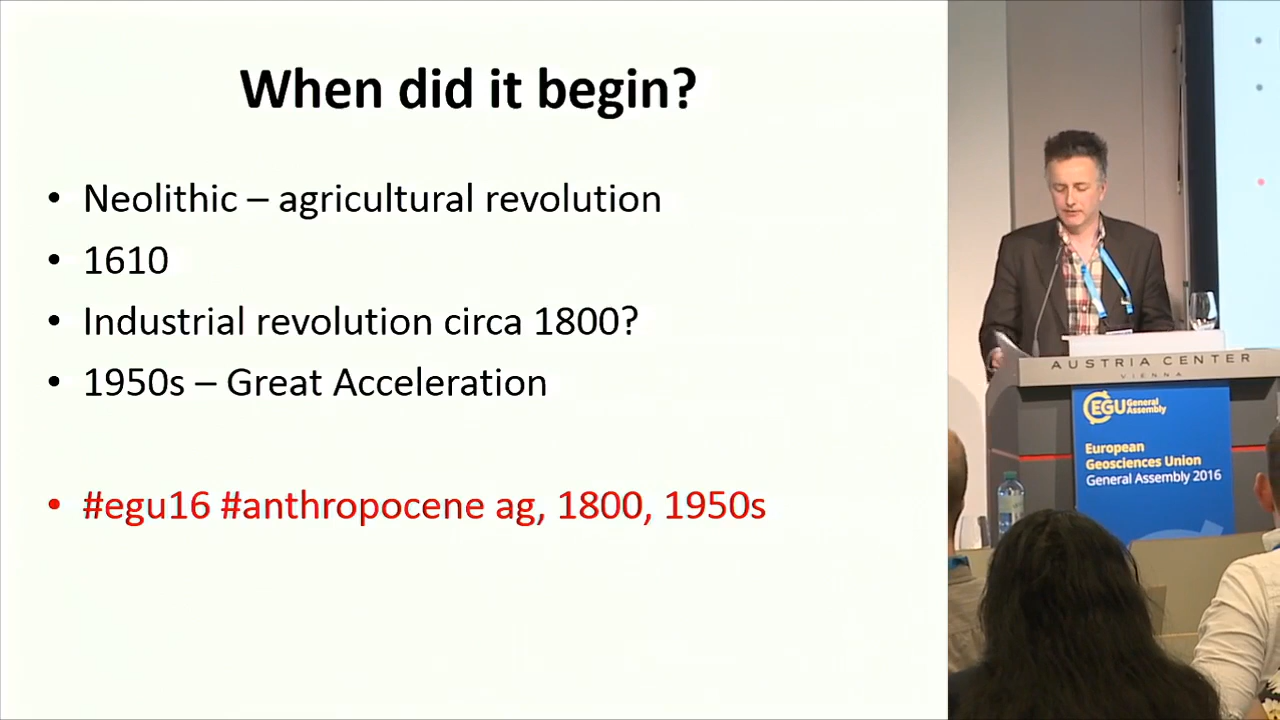 When did it begin?
• Neolithic – agricultural revolution
• 1610
• Industrial revolution circa 1800?
• 1950s – Great Acceleration
• #egu16 #anthropocene ag, 1800, 1950s
AUSTRIA CENTER
VIENNA
EGU General
Assembly
European
Geosciences Union
General Assembly 2016